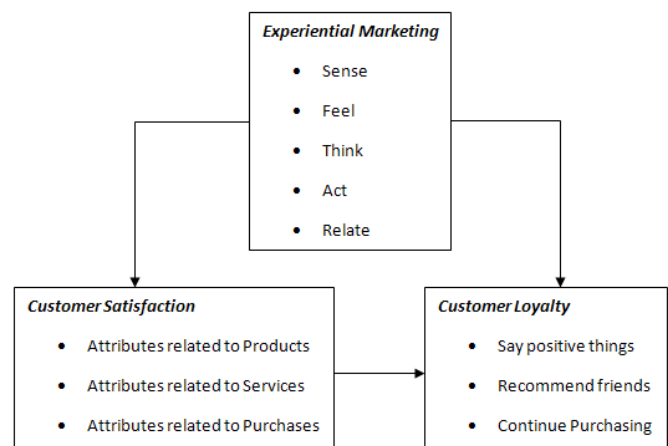 Experiential Marketing
• Sense
• Feel
• Think
• Act
• Relate
Customer Satisfaction
• Attributes related to Products
• Attributes related to Services
• Attributes related to Purchases
Customer Loyalty
• Say positive things
• Recommend friends
• Continue Purchasing